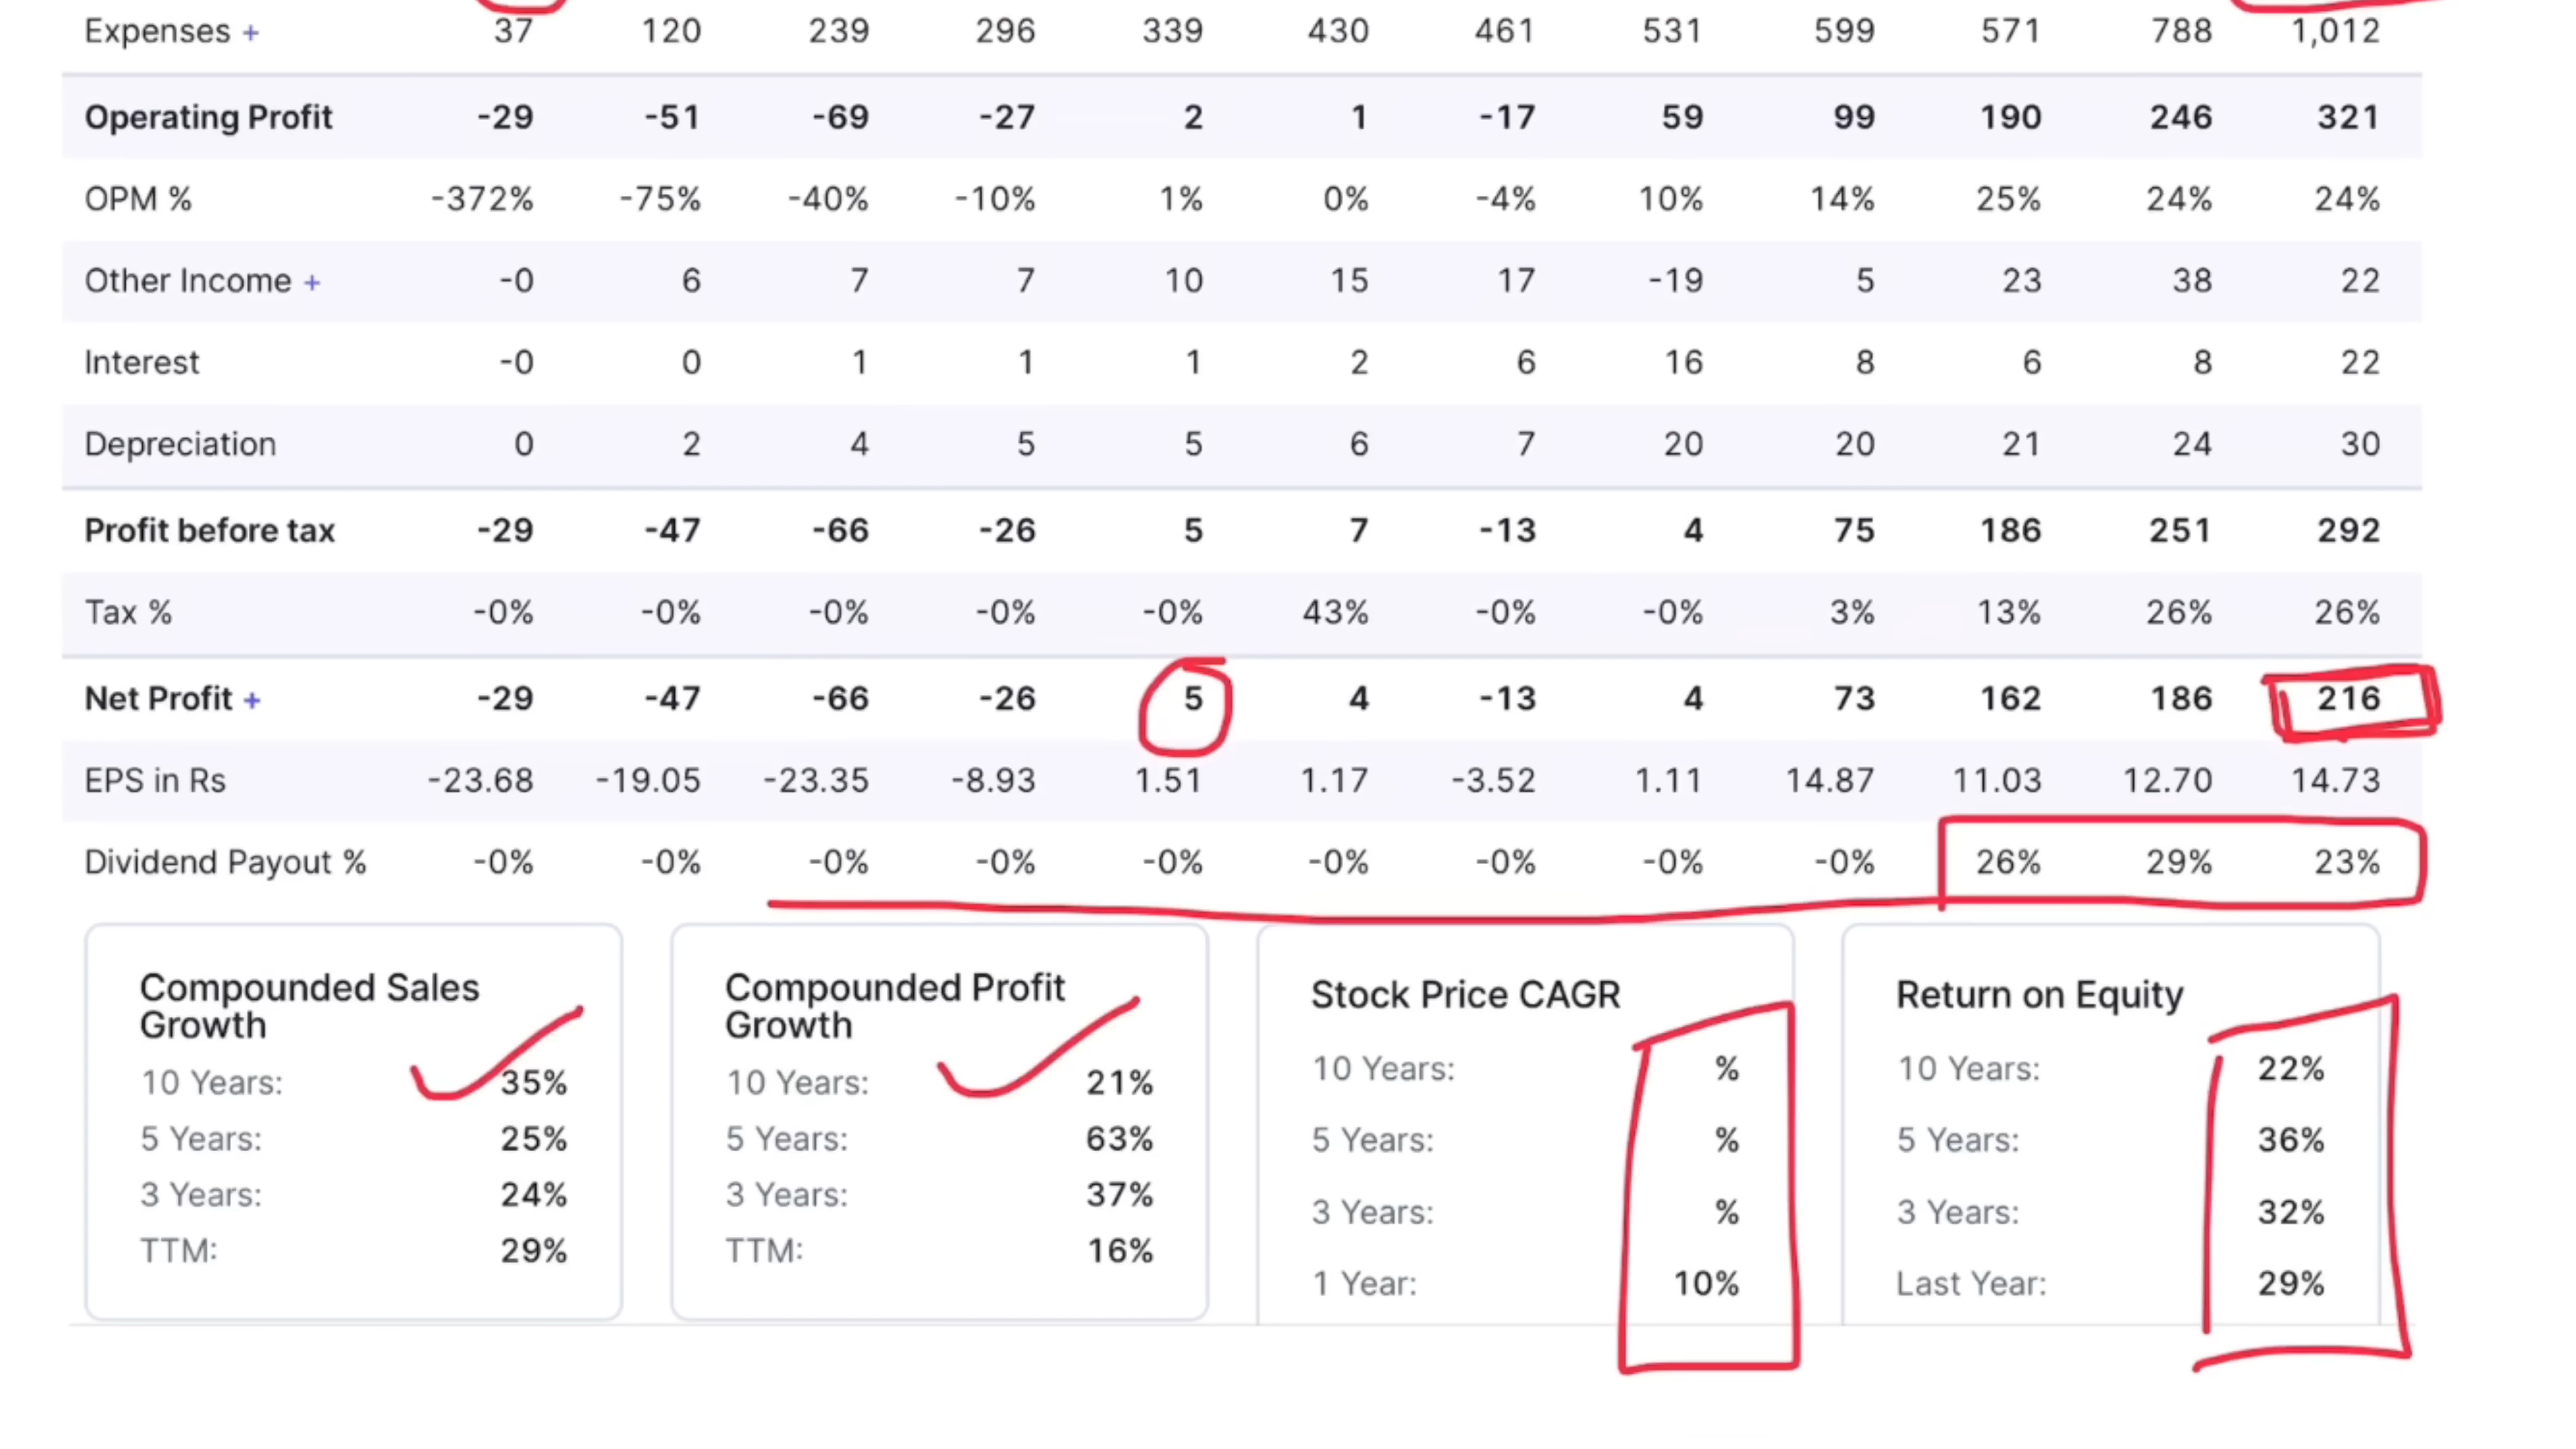 Expenses + 37 120 239 296 339 430 461 531 599 571 788 1,012
Operating Profit -29 -51 -69 -27 2 1 -17 59 99 190 246 321
OPM % -372% -75% -40% -10% 1% 0% -4% 10% 14% 25% 24% 24%
Other Income + -0 6 7 7 10 15 17 -19 5 23 38 22
Interest -0 0 1 1 1 2 6 16 8 6 8 22
Depreciation 0 2 4 5 5 6 7 20 20 21 24 30
Profit before tax -29 -47 -66 -26 5 7 -13 4 75 186 251 292
Tax % -0% -0% -0% -0% -0% 43% -0% -0% 3% 13% 26% 26%
Net Profit + -29 -47 -66 -26 5 4 -13 4 73 162 186 216
EPS in Rs -23.68 -19.05 -23.35 -8.93 1.51 1.17 -3.52 1.11 14.87 11.03 12.70 14.73
Dividend Payout % -0% -0% -0% -0% -0% -0% -0% -0% -0% 26% 29% 23%
Compounded Sales
Growth
10 Years: 35%
5 Years: 25%
3 Years: 24%
TTM: 29%
Compounded Profit
Growth
10 Years: 21%
5 Years: 63%
3 Years: 37%
TTM: 16%
Stock Price CAGR
10 Years: %
5 Years: %
3 Years: %
1 Year: 10%
Return on Equity
10 Years: 22%
5 Years: 36%
3 Years: 32%
Last Year: 29%